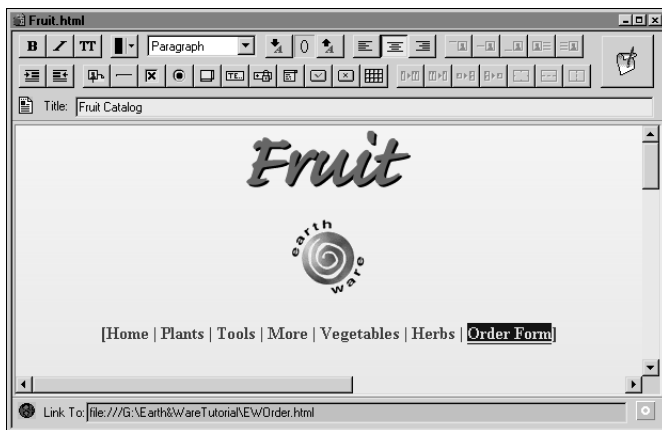 Fruit.html
B I TT Paragraph A 0 A
Title: Fruit Catalog
Fruit
earth
ware
[Home | Plants | Tools | More | Vegetables | Herbs | Order Form]
Link To: file:///G:\Earth&WareTutorial\EWOrder.html